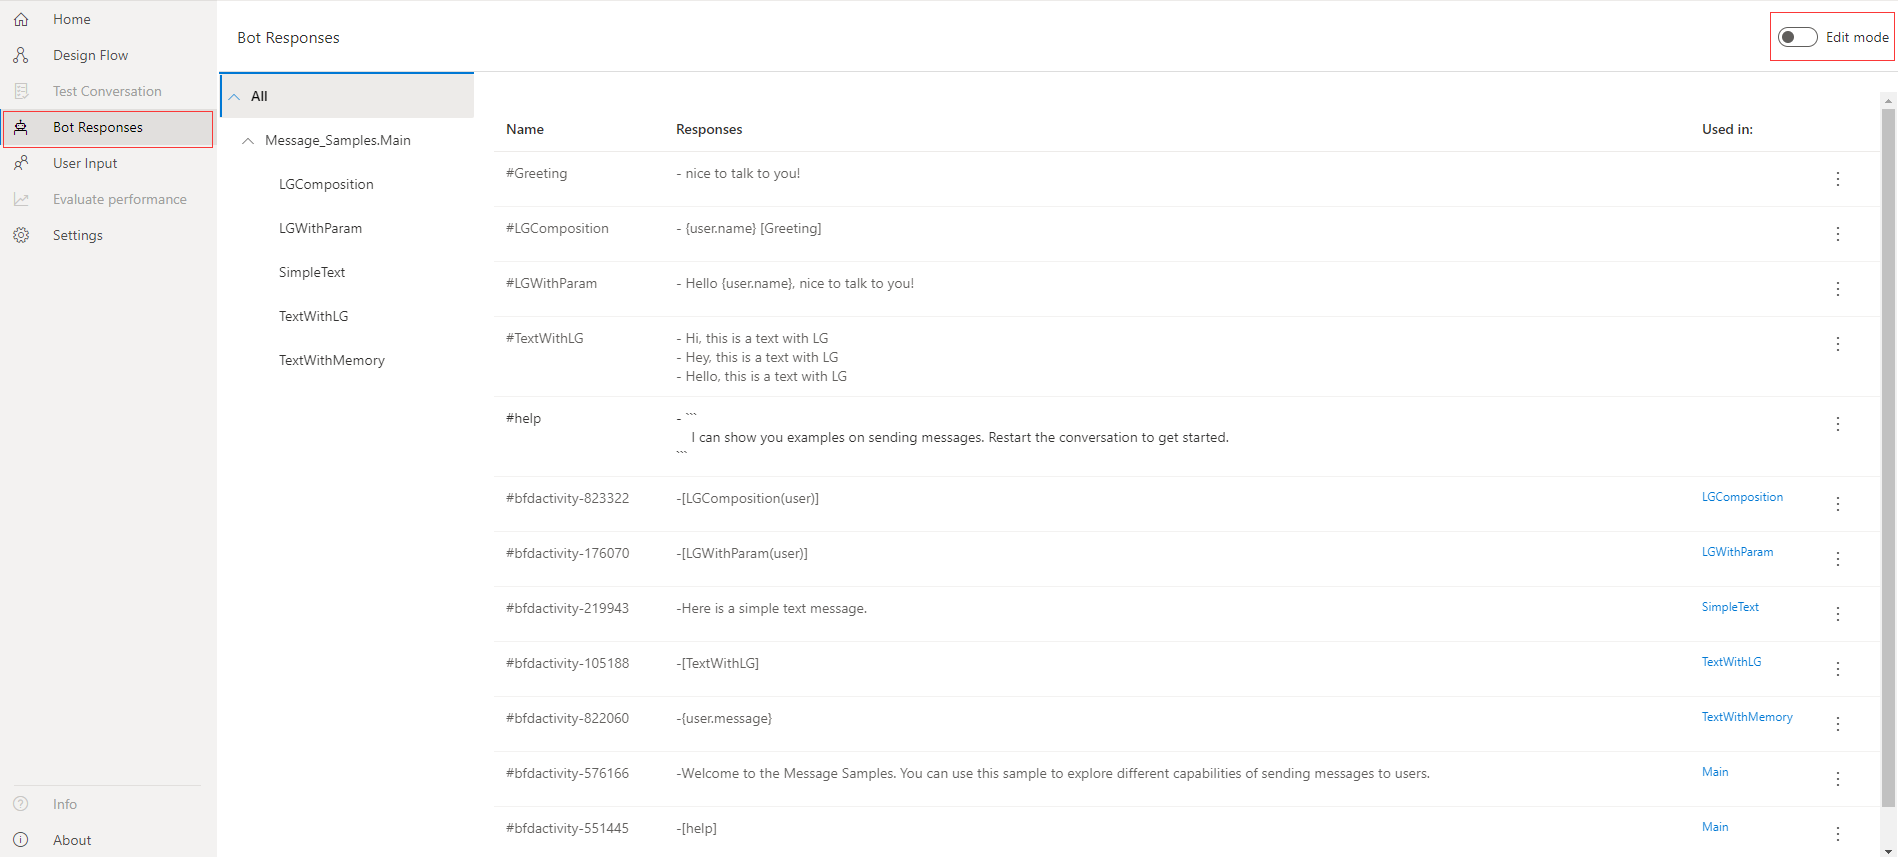 Home
Design Flow
Test Conversation
Bot Responses
User Input
Evaluate performance
Settings
Info
About
Bot Responses
Edit mode
All
Message_Samples.Main
LGComposition
LGWithParam
SimpleText
TextWithLG
TextWithMemory
Name Responses Used in:
#Greeting - nice to talk to you!
#LGComposition - {user.name} [Greeting]
#LGWithParam - Hello {user.name}, nice to talk to you!
#TextWithLG - Hi, this is a text with LG
- Hey, this is a text with LG
- Hello, this is a text with LG
#help - ```
I can show you examples on sending messages. Restart the conversation to get started.
```
#bfdactivity-823322 -[LGComposition(user)] LGComposition
#bfdactivity-176070 -[LGWithParam(user)] LGWithParam
#bfdactivity-219943 -Here is a simple text message. SimpleText
#bfdactivity-105188 -[TextWithLG] TextWithLG
#bfdactivity-822060 -{user.message} TextWithMemory
#bfdactivity-576166 -Welcome to the Message Samples. You can use this sample to explore different capabilities of sending messages to users. Main
#bfdactivity-551445 -[help] Main